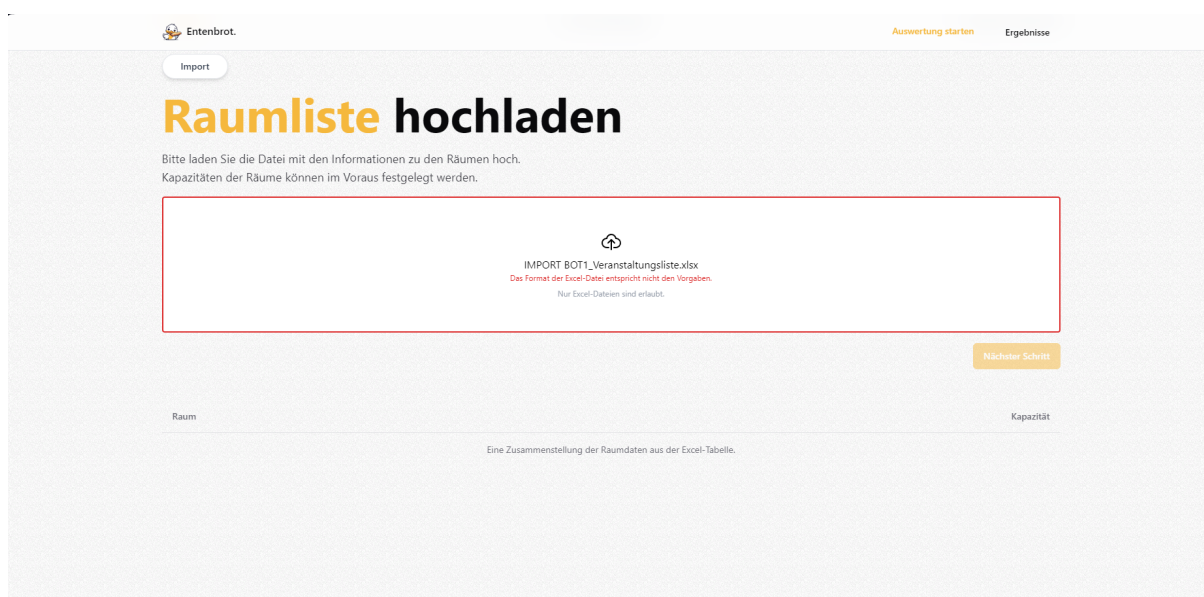 Entenbrot.
Auswertung starten
Ergebnisse
Import
Raumliste hochladen
Bitte laden Sie die Datei mit den Informationen zu den Räumen hoch.
Kapazitäten der Räume können im Voraus festgelegt werden.
IMPORT BOT1_Veranstaltungsliste.xlsx
Das Format der Excel-Datei entspricht nicht den Vorgaben.
Nur Excel-Dateien sind erlaubt.
Nächster Schritt
Raum
Kapazität
Eine Zusammenstellung der Raumdaten aus der Excel-Tabelle.